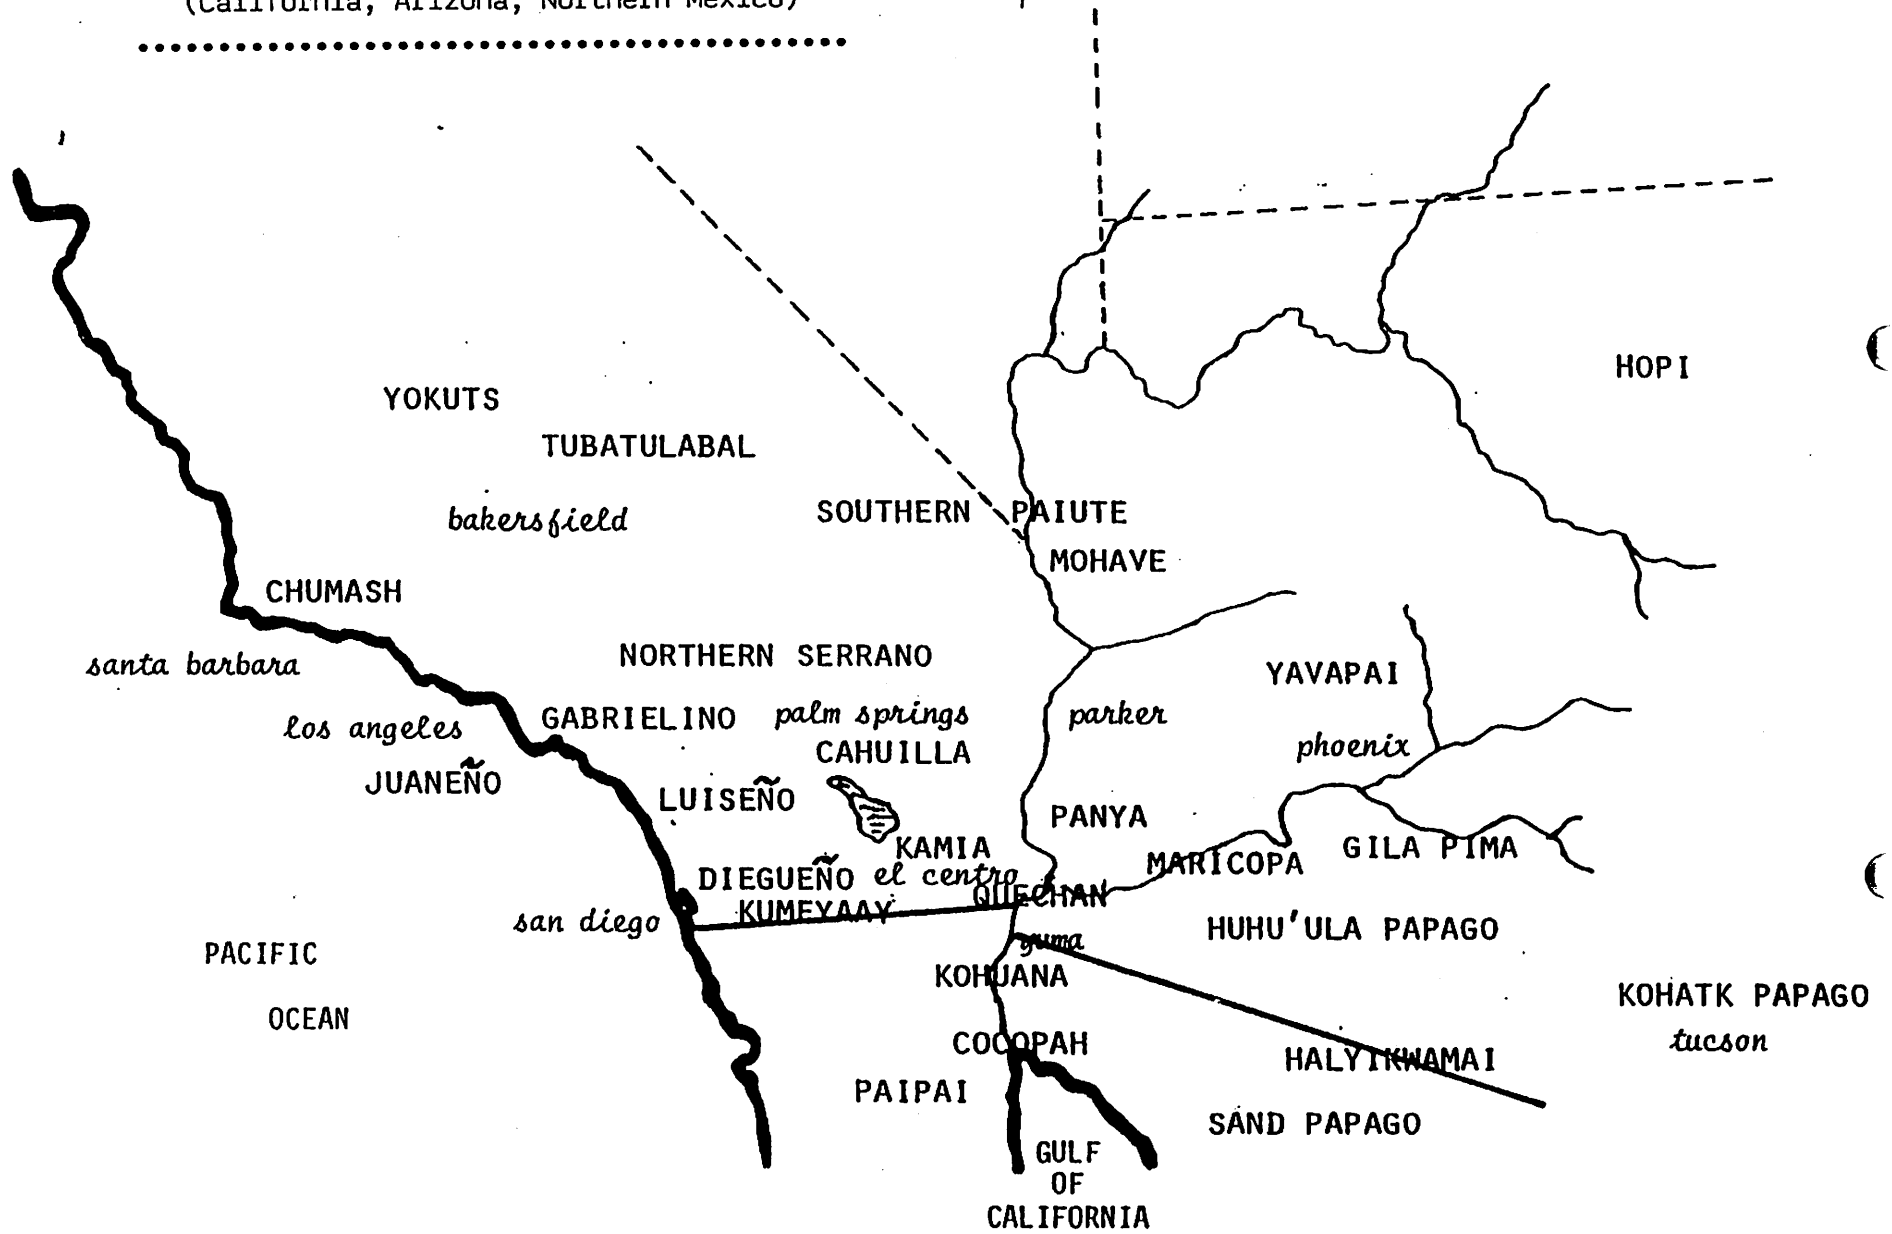 (California, Arizona, Northern Mexico)
HOPI
YOKUTS
TUBATULABAL
bakersfield
SOUTHERN PAIUTE
MOHAVE
CHUMASH
santa barbara
NORTHERN SERRANO
YAVAPAI
los angeles
GABRIELINO
palm springs
parker
phoenix
CAHUILLA
JUANEÑO
LUISEÑO
PANYA
KAMIA
MARICOPA
GILA PIMA
DIEGUEÑO
el centro
QUECHAN
KUMEYAAY
san diego
HUHU'ULA PAPAGO
yuma
PACIFIC
OCEAN
KOHUANA
KOHATK PAPAGO
tucson
COCOPAH
HALYIKWAMAI
PAIPAI
SAND PAPAGO
GULF
OF
CALIFORNIA